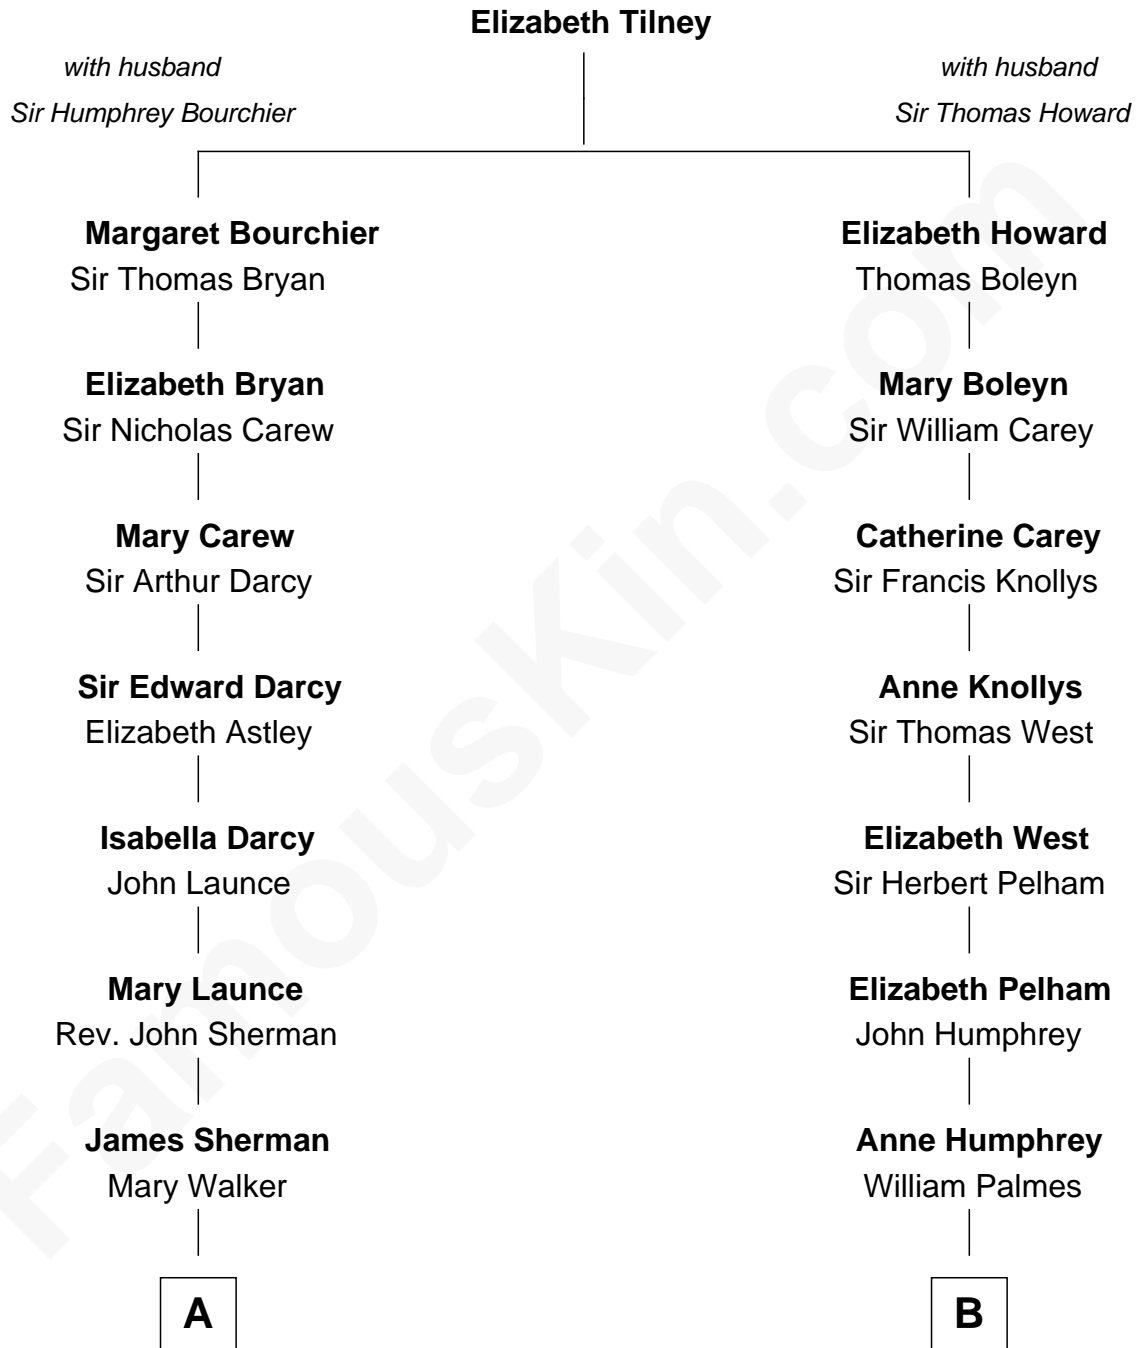 Elizabeth Tilney
with husband
Sir Humphrey Bourchier
with husband
Sir Thomas Howard
Margaret Bourchier
Sir Thomas Bryan
Elizabeth Howard
Thomas Boleyn
Elizabeth Bryan
Sir Nicholas Carew
Mary Boleyn
Sir William Carey
Mary Carew
Sir Arthur Darcy
Catherine Carey
Sir Francis Knollys
Sir Edward Darcy
Elizabeth Astley
Anne Knollys
Sir Thomas West
Isabella Darcy
John Launce
Elizabeth West
Sir Herbert Pelham
Mary Launce
Rev. John Sherman
Elizabeth Pelham
John Humphrey
James Sherman
Mary Walker
Anne Humphrey
William Palmes
A
B
FamousKin.com